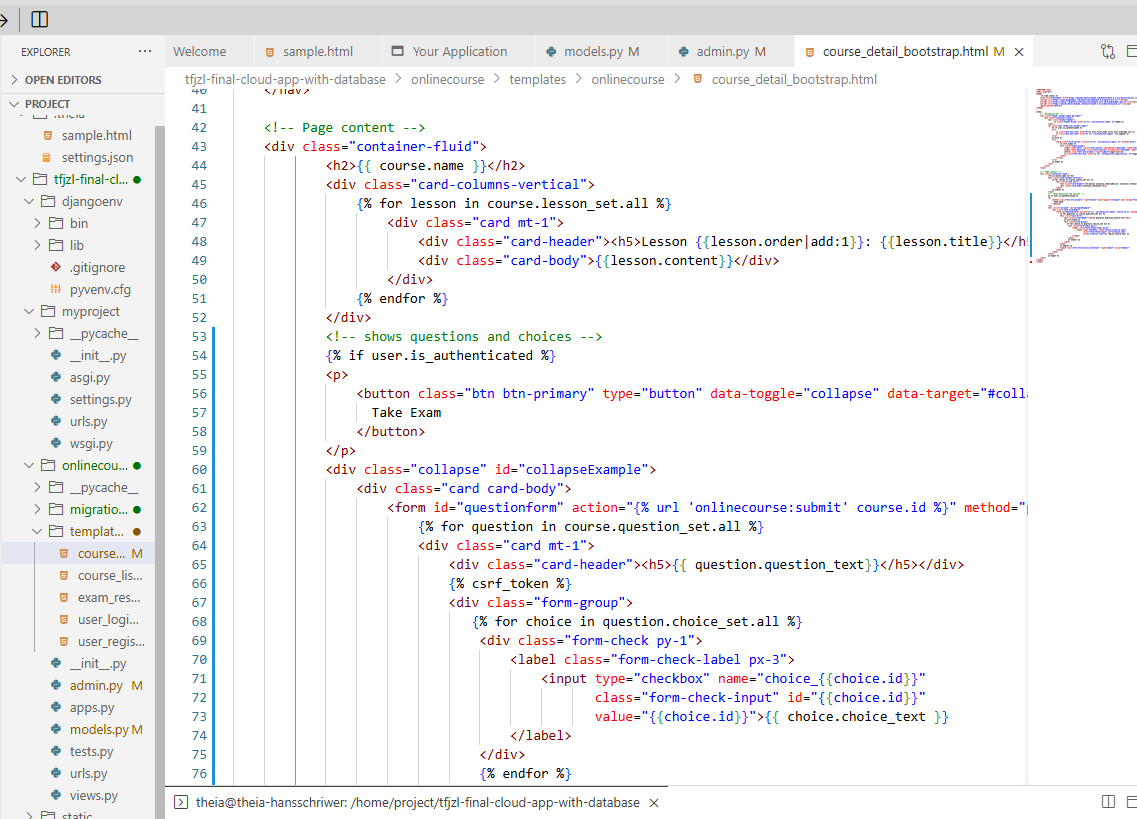 EXPLORER
Welcome
sample.html
Your Application
models.py M
admin.py M
course_detail_bootstrap.html M
OPEN EDITORS
tfjzl-final-cloud-app-with-database > onlinecourse > templates > onlinecourse > course_detail_bootstrap.html
PROJECT
.theia
sample.html
settings.json
tfjzl-final-cl...
djangoenv
bin
lib
.gitignore
pyvenv.cfg
myproject
__pycache__
__init__.py
asgi.py
settings.py
urls.py
wsgi.py
onlinecou...
__pycache__
migratio...
templat...
course... M
course_lis...
exam_res...
user_logi...
user_regis...
__init__.py
admin.py M
apps.py
models.py M
tests.py
urls.py
views.py
static
40 </nav>
41
42 <!-- Page content -->
43 <div class="container-fluid">
44 <h2>{{ course.name }}</h2>
45 <div class="card-columns-vertical">
46 {% for lesson in course.lesson_set.all %}
47 <div class="card mt-1">
48 <div class="card-header"><h5>Lesson {{lesson.order|add:1}}: {{lesson.title}}</h5
49 <div class="card-body">{{lesson.content}}</div>
50 </div>
51 {% endfor %}
52 </div>
53 <!-- shows questions and choices -->
54 {% if user.is_authenticated %}
55 <p>
56 <button class="btn btn-primary" type="button" data-toggle="collapse" data-target="#colla
57 Take Exam
58 </button>
59 </p>
60 <div class="collapse" id="collapseExample">
61 <div class="card card-body">
62 <form id="questionform" action="{% url 'onlinecourse:submit' course.id %}" method="p
63 {% for question in course.question_set.all %}
64 <div class="card mt-1">
65 <div class="card-header"><h5>{{ question.question_text}}</h5></div>
66 {% csrf_token %}
67 <div class="form-group">
68 {% for choice in question.choice_set.all %}
69 <div class="form-check py-1">
70 <label class="form-check-label px-3">
71 <input type="checkbox" name="choice_{{choice.id}}"
72 class="form-check-input" id="{{choice.id}}"
73 value="{{choice.id}}">{{ choice.choice_text }}
74 </label>
75 </div>
76 {% endfor %}
theia@theia-hansschriwer: /home/project/tfjzl-final-cloud-app-with-database